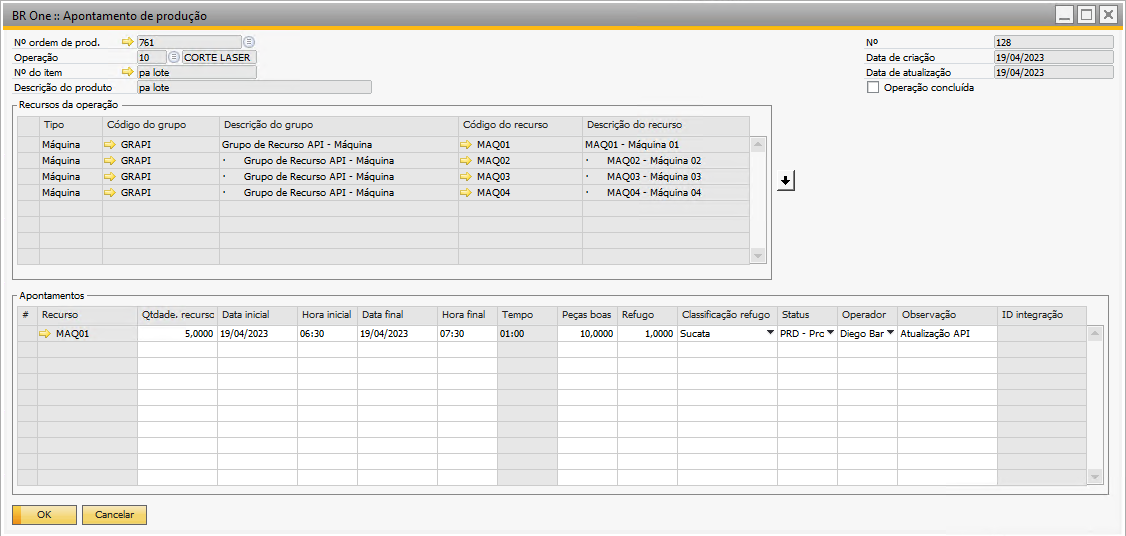 BR One :: Apontamento de produção
Nº ordem de prod. 761
Operação 10 CORTE LASER
Nº do item pa lote
Descrição do produto pa lote
Nº 128
Data de criação 19/04/2023
Data de atualização 19/04/2023
Operação concluída
Recursos da operação
Tipo Código do grupo Descrição do grupo Código do recurso Descrição do recurso
Máquina GRAPI Grupo de Recurso API - Máquina MAQ01 MAQ01 - Máquina 01
Máquina GRAPI · Grupo de Recurso API - Máquina MAQ02 · MAQ02 - Máquina 02
Máquina GRAPI · Grupo de Recurso API - Máquina MAQ03 · MAQ03 - Máquina 03
Máquina GRAPI · Grupo de Recurso API - Máquina MAQ04 · MAQ04 - Máquina 04
Apontamentos
# Recurso Qtdade. recurso Data inicial Hora inicial Data final Hora final Tempo Peças boas Refugo Classificação refugo Status Operador Observação ID integração
MAQ01 5,0000 19/04/2023 06:30 19/04/2023 07:30 01:00 10,0000 1,0000 Sucata PRD - Prc Diego Bar Atualização API
OK Cancelar